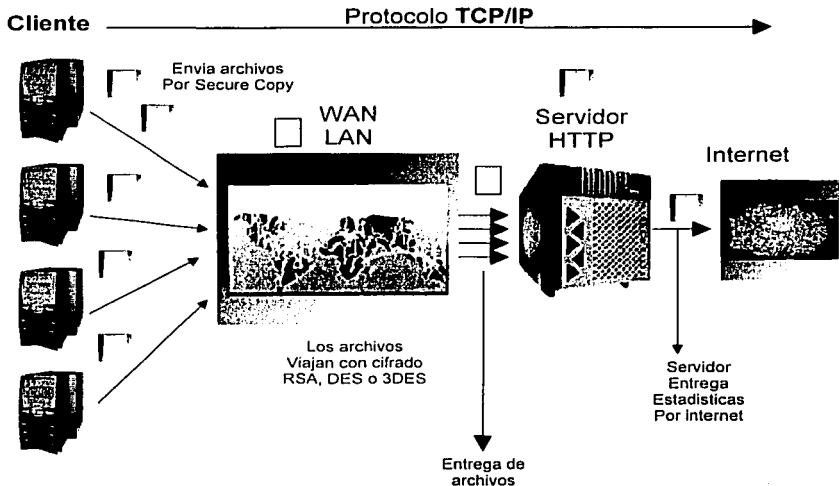 Protocolo TCP/IP
Cliente
Envia archivos
Por Secure Copy
WAN
LAN
Servidor
HTTP
Internet
Los archivos
Viajan con cifrado
RSA, DES o 3DES
Servidor
Entrega
Estadisticas
Por Internet
Entrega de
archivos